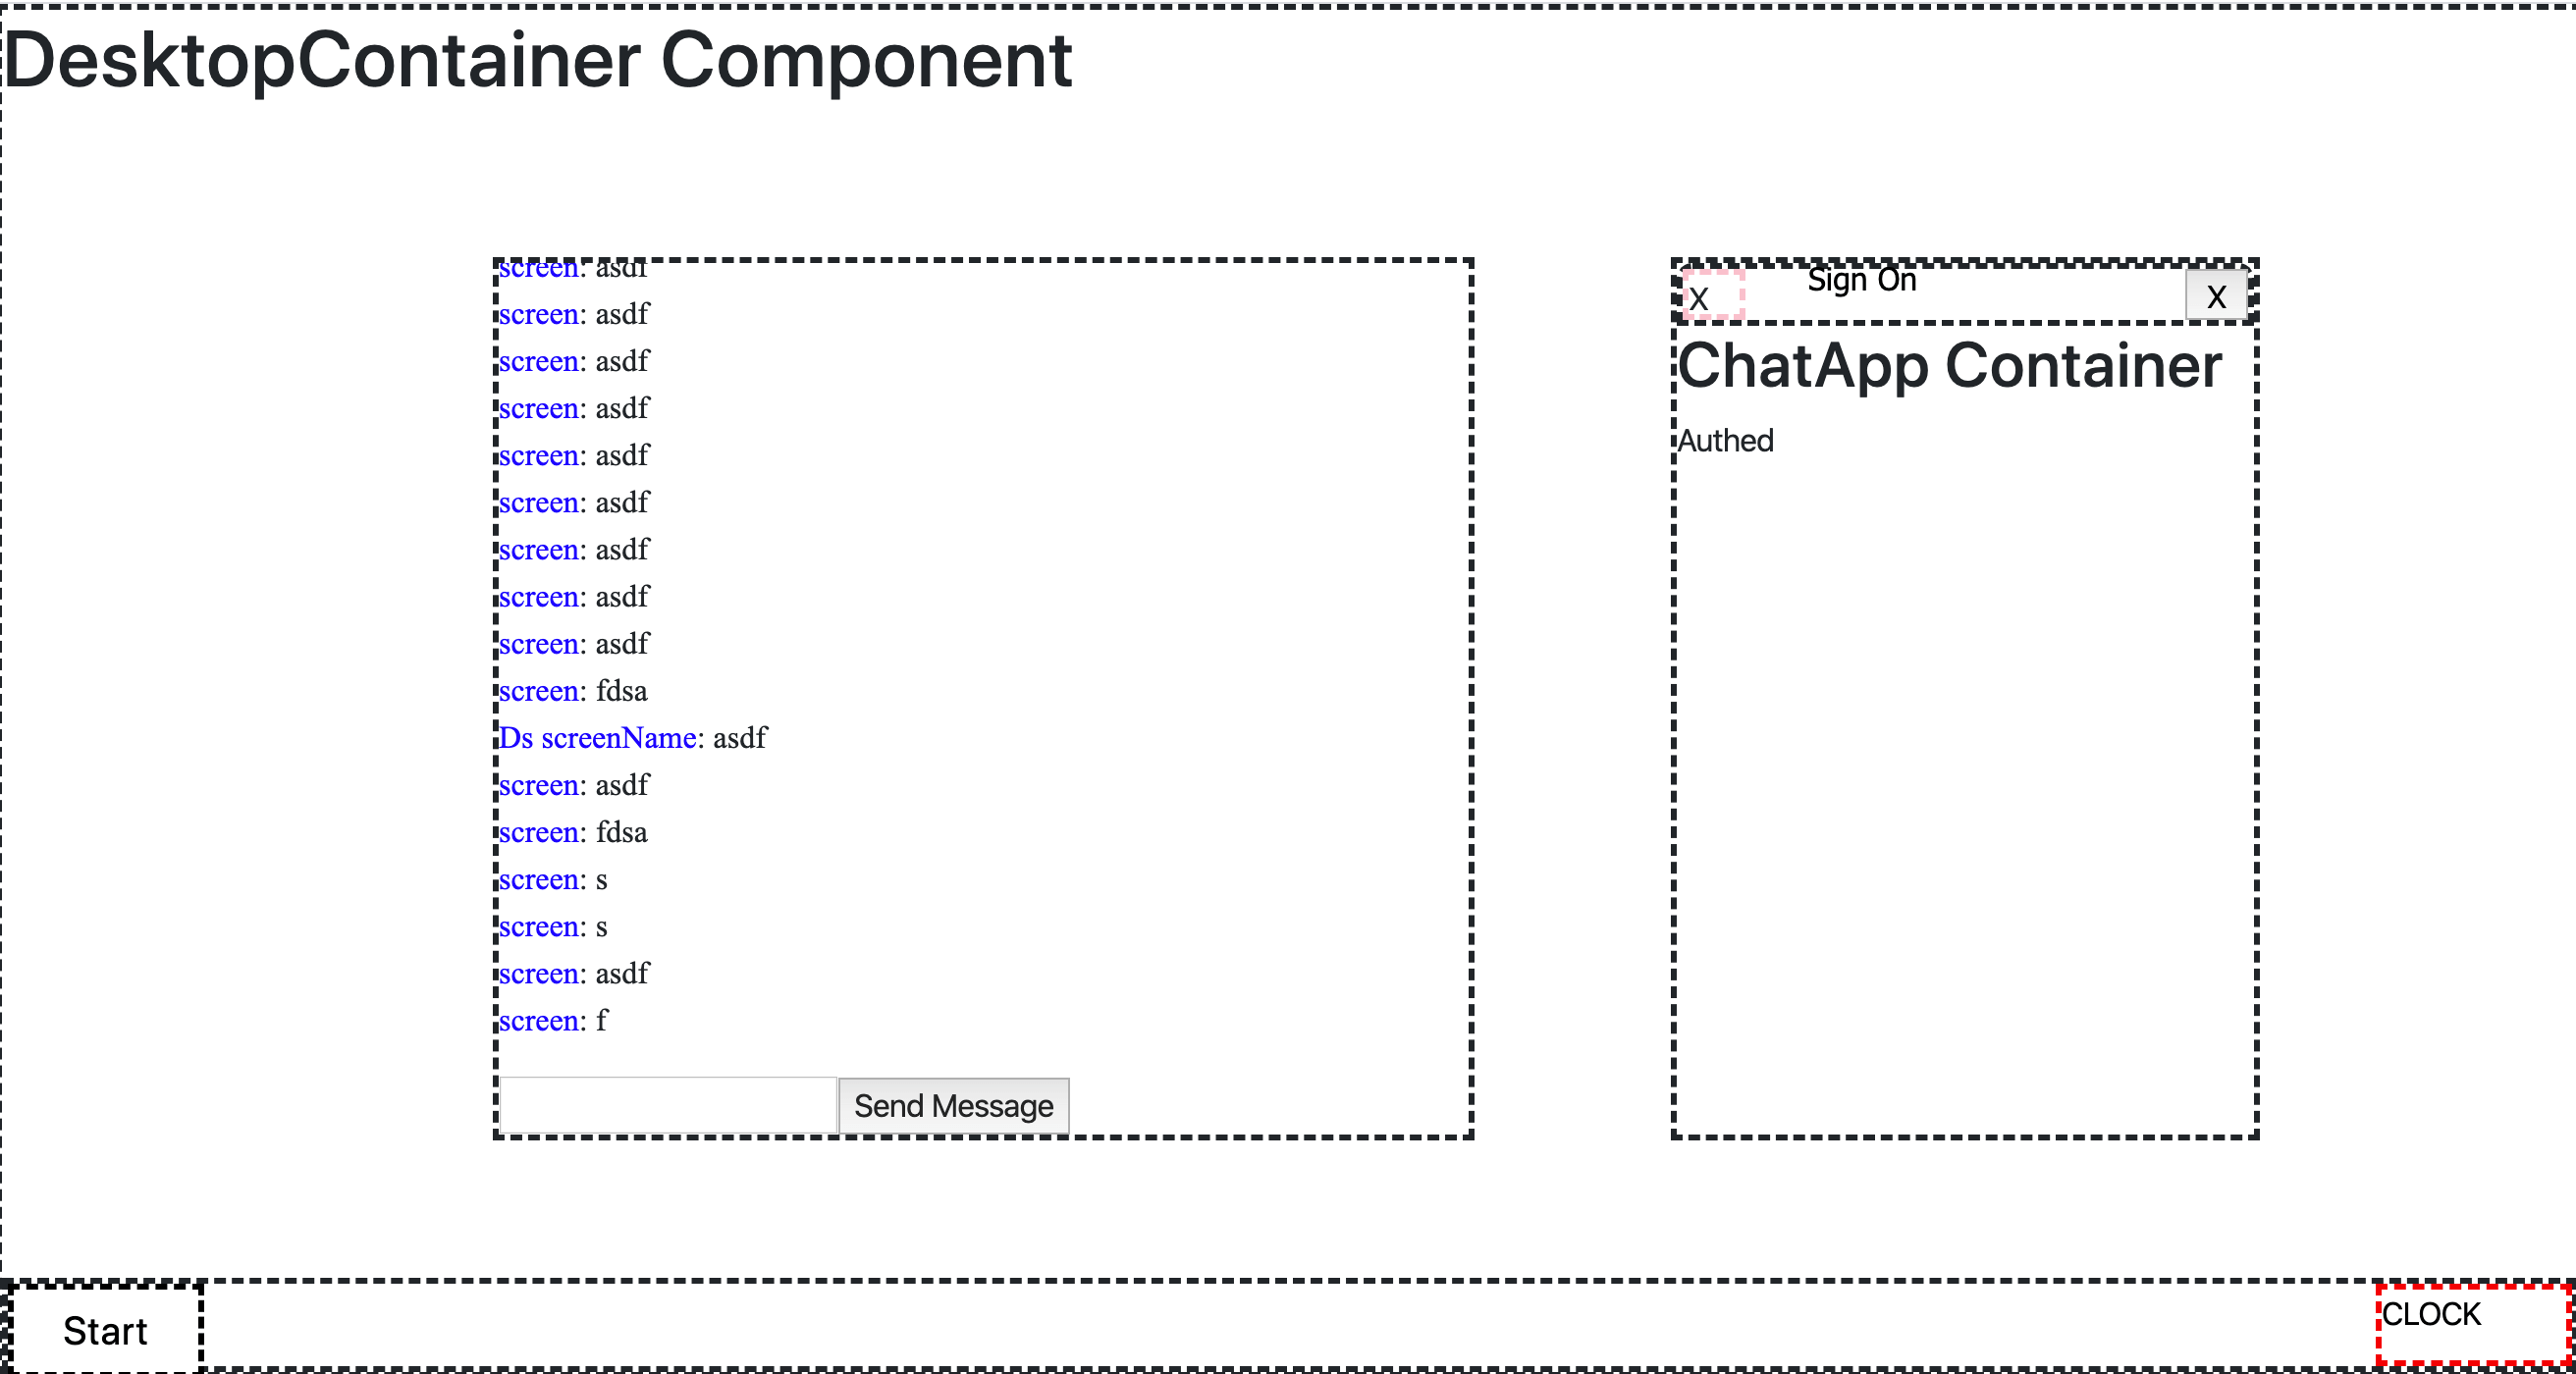 DesktopContainer Component
screen: asdf
screen: asdf
screen: asdf
screen: asdf
screen: asdf
screen: asdf
screen: asdf
screen: asdf
screen: asdf
screen: fdsa
Ds screenName: asdf
screen: asdf
screen: fdsa
screen: s
screen: s
screen: asdf
screen: f
Send Message
X Sign On X
ChatApp Container
Authed
Start
CLOCK